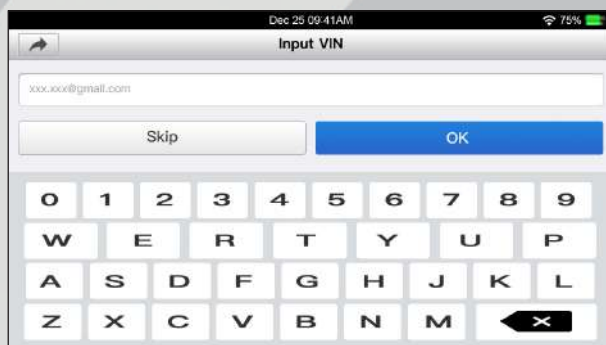 Dec 25 09:41AM 75%
Input VIN
xxx.xxx@gmail.com
Skip OK
0 1 2 3 4 5 6 7 8 9
W E R T Y U P
A S D F G H J K L
Z X C V B N M